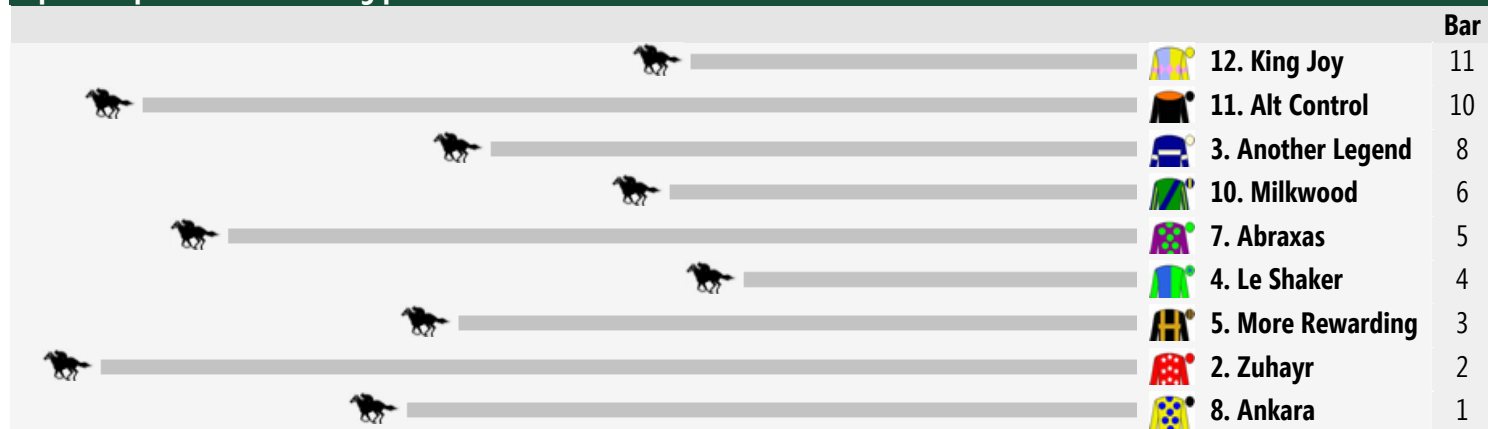 Bar
12. King Joy 11
11. Alt Control 10
3. Another Legend 8
10. Milkwood 6
7. Abraxas 5
4. Le Shaker 4
5. More Rewarding 3
2. Zuhayr 2
8. Ankara 1